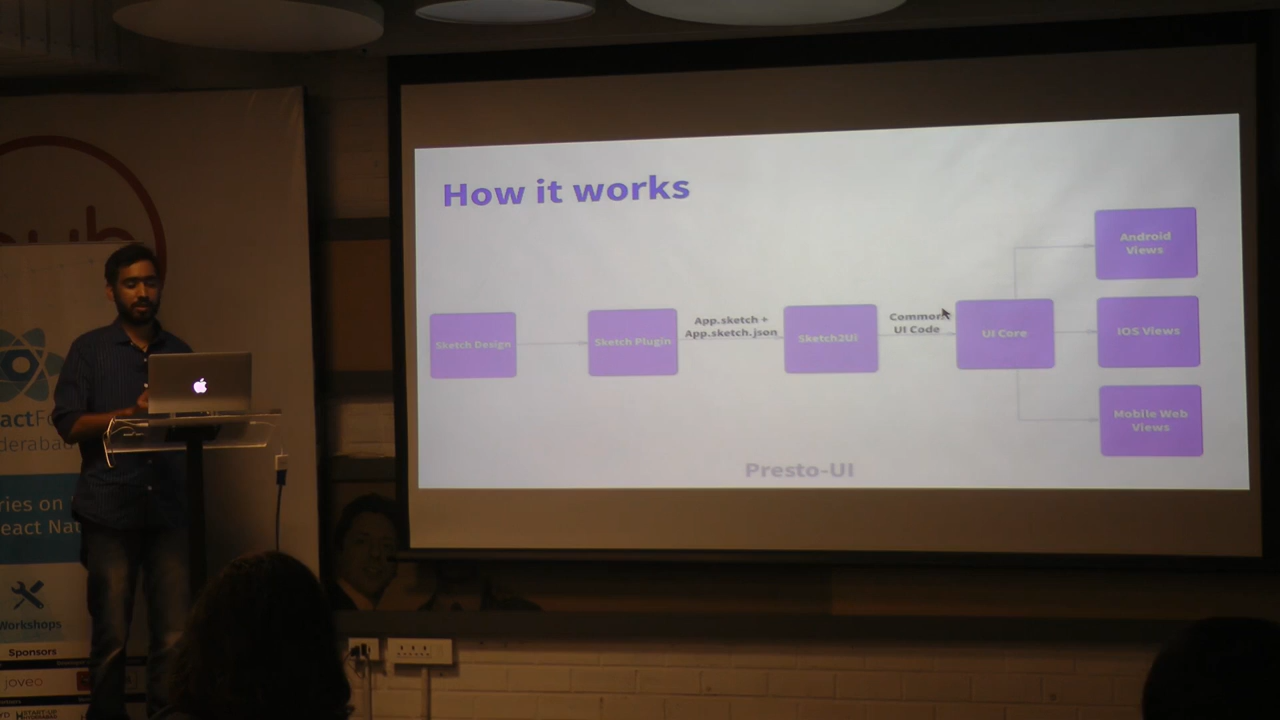 How it works
Sketch Design
Sketch Plugin
App.sketch +
App.sketch.json
Sketch2UI
Common
UI Code
UI Core
Android
Views
IOS Views
Mobile Web
Views
Presto-UI
Workshops
Sponsors
joveo